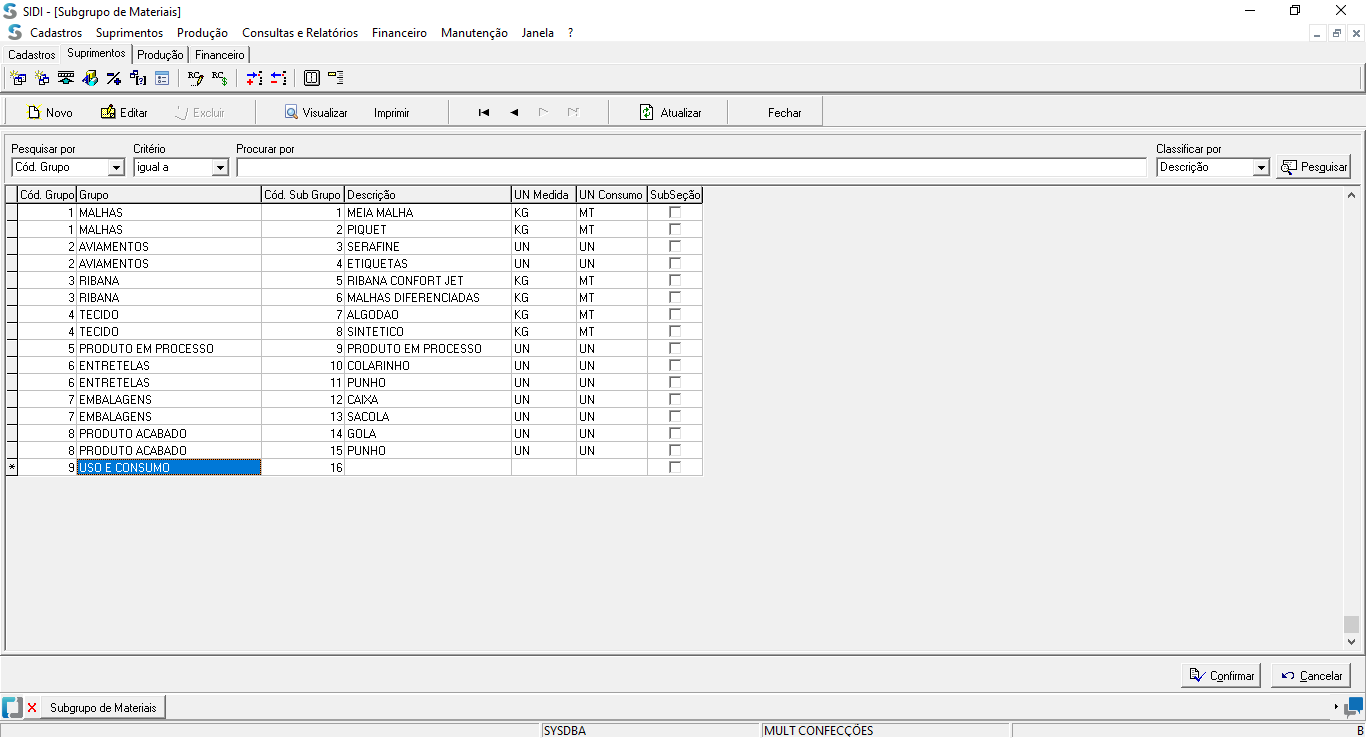 SIDI - [Subgrupo de Materiais]
Cadastros Suprimentos Produção Consultas e Relatórios Financeiro Manutenção Janela ?
Cadastros Suprimentos Produção Financeiro
Novo Editar Excluir Visualizar Imprimir Atualizar Fechar
Pesquisar por Critério Procurar por Classificar por
Cód. Grupo igual a Descrição Pesquisar
Cód. Grupo Grupo Cód. Sub Grupo Descrição UN Medida UN Consumo SubSeção
1 MALHAS 1 MEIA MALHA KG MT
1 MALHAS 2 PIQUET KG MT
2 AVIAMENTOS 3 SERAFINE UN UN
2 AVIAMENTOS 4 ETIQUETAS UN UN
3 RIBANA 5 RIBANA CONFORT JET KG MT
3 RIBANA 6 MALHAS DIFERENCIADAS KG MT
4 TECIDO 7 ALGODAO KG MT
4 TECIDO 8 SINTETICO KG MT
5 PRODUTO EM PROCESSO 9 PRODUTO EM PROCESSO UN UN
6 ENTRETELAS 10 COLARINHO UN UN
6 ENTRETELAS 11 PUNHO UN UN
7 EMBALAGENS 12 CAIXA UN UN
7 EMBALAGENS 13 SACOLA UN UN
8 PRODUTO ACABADO 14 GOLA UN UN
8 PRODUTO ACABADO 15 PUNHO UN UN
* 9 USO E CONSUMO 16
Confirmar Cancelar
Subgrupo de Materiais
SYSDBA MULT CONFECÇÕES B